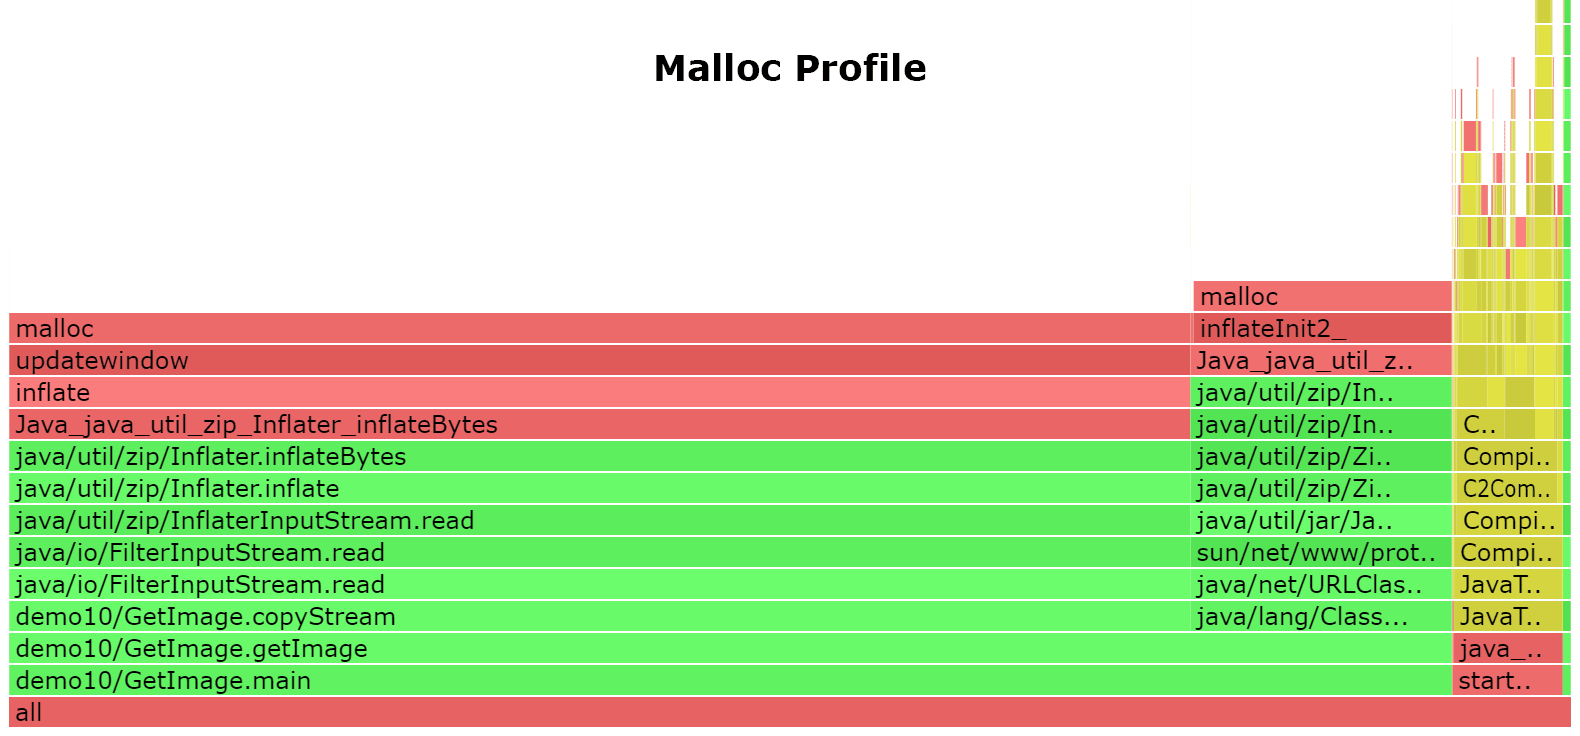 Malloc Profile
malloc
malloc
inflateInit2_
updatewindow
Java_java_util_z..
inflate
java/util/zip/In..
Java_java_util_zip_Inflater_inflateBytes
java/util/zip/In..
C..
java/util/zip/Inflater.inflateBytes
java/util/zip/Zi..
Compi..
java/util/zip/Inflater.inflate
java/util/zip/Zi..
C2Com..
java/util/zip/InflaterInputStream.read
java/util/jar/Ja..
Compi..
java/io/FilterInputStream.read
sun/net/www/prot..
Compi..
java/io/FilterInputStream.read
java/net/URLClas..
JavaT..
demo10/GetImage.copyStream
java/lang/Class...
JavaT..
demo10/GetImage.getImage
java_..
demo10/GetImage.main
start..
all